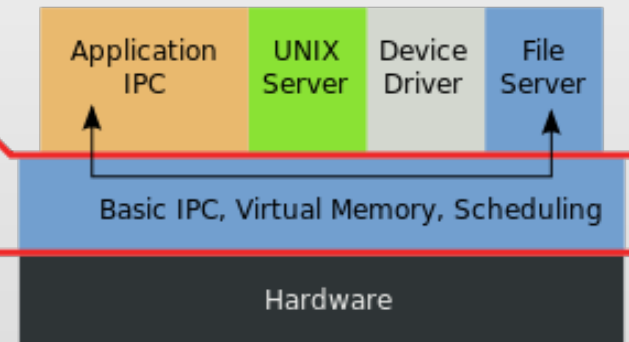 Application
IPC
UNIX
Server
Device
Driver
File
Server
Basic IPC, Virtual Memory, Scheduling
Hardware